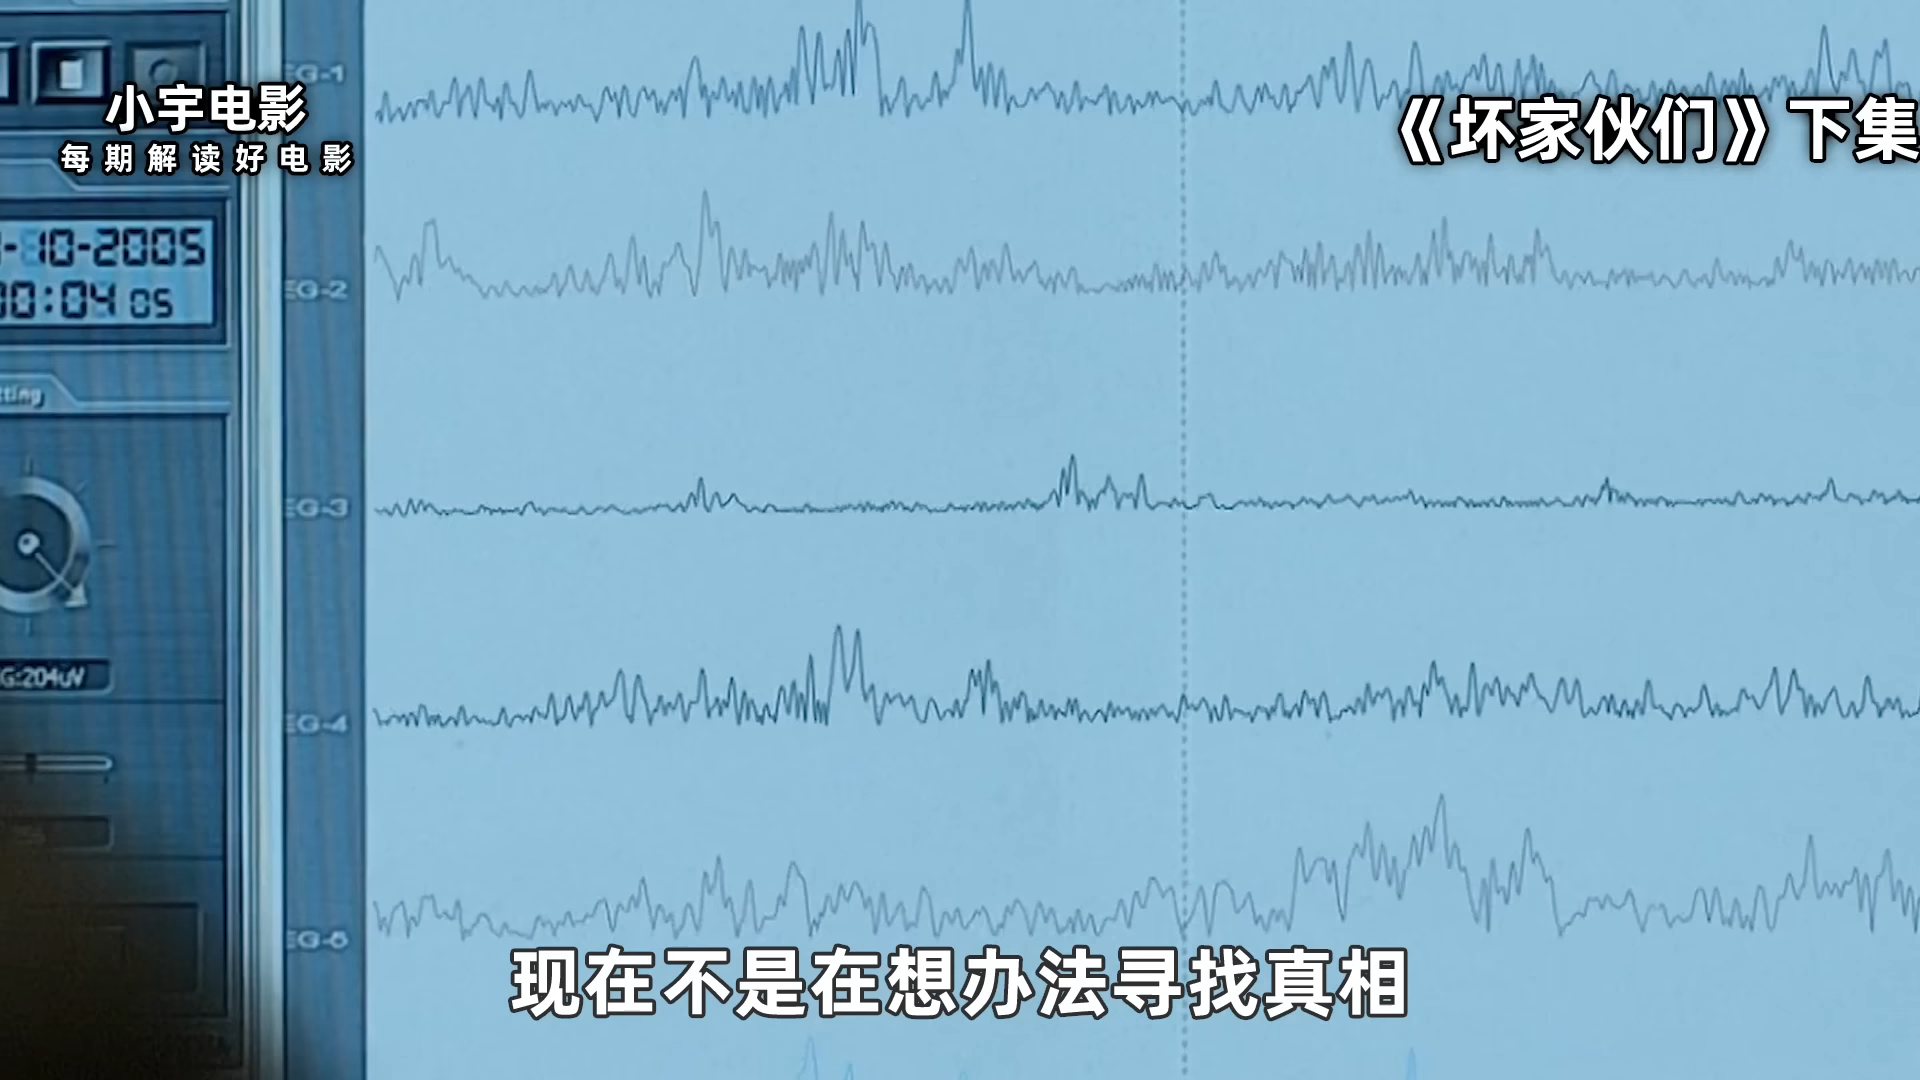 小宇电影
每期解读好电影
《坏家伙们》下集
EG-1
-10-2005
00:04 05
EG-2
tting
EG-3
G:204uV
EG-4
EG-5
现在不是在想办法寻找真相